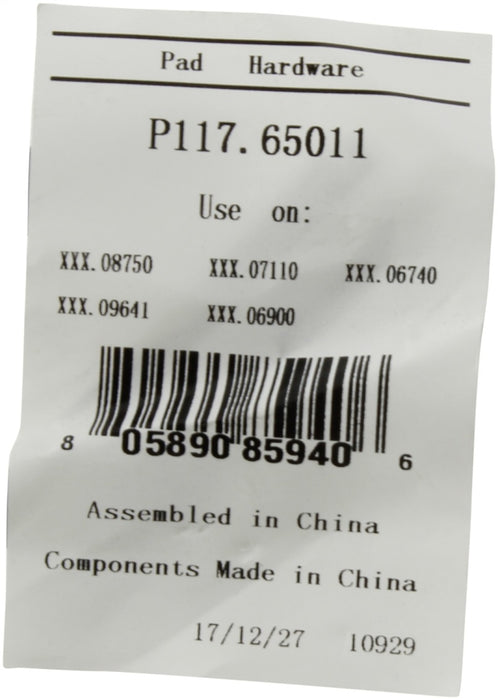 Pad Hardware
P117.65011
Use on:
XXX.08750 XXX.07110 XXX.06740
XXX.09641 XXX.06900
8 05890 85940 6
Assembled in China
Components Made in China
17/12/27 10929